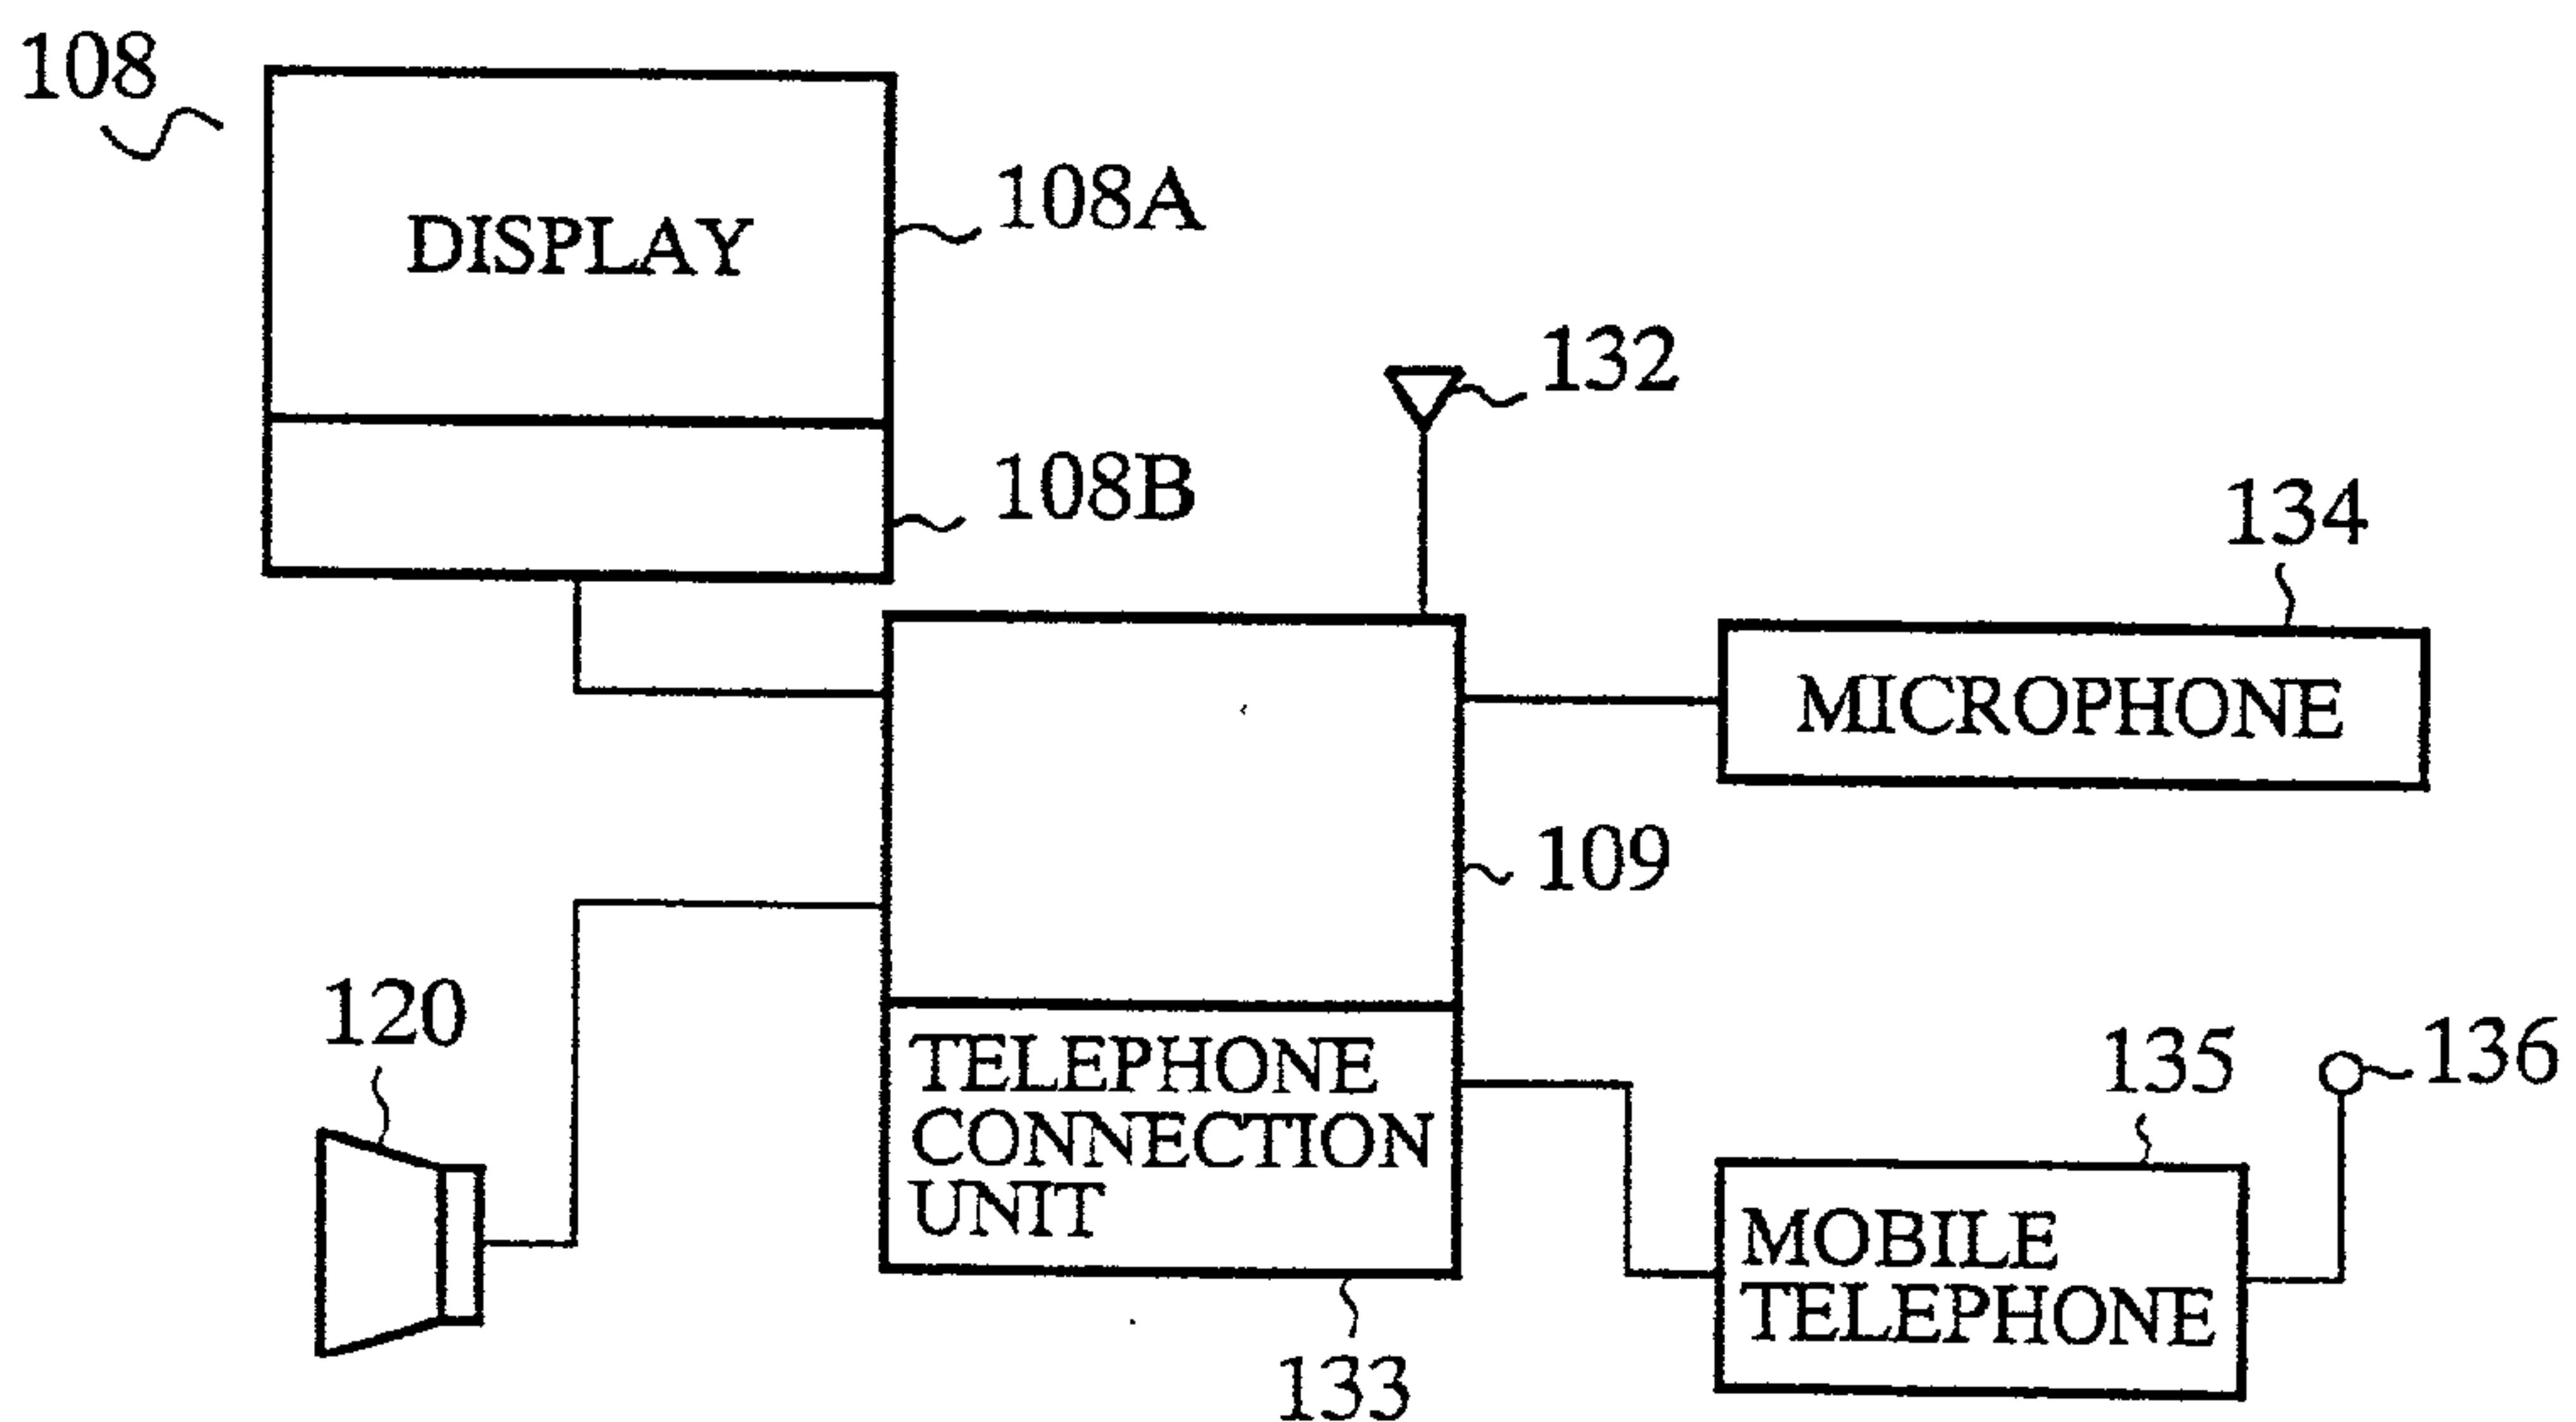 108
DISPLAY
108A
108B
132
134
MICROPHONE
109
120
TELEPHONE
CONNECTION
UNIT
133
135
136
MOBILE
TELEPHONE